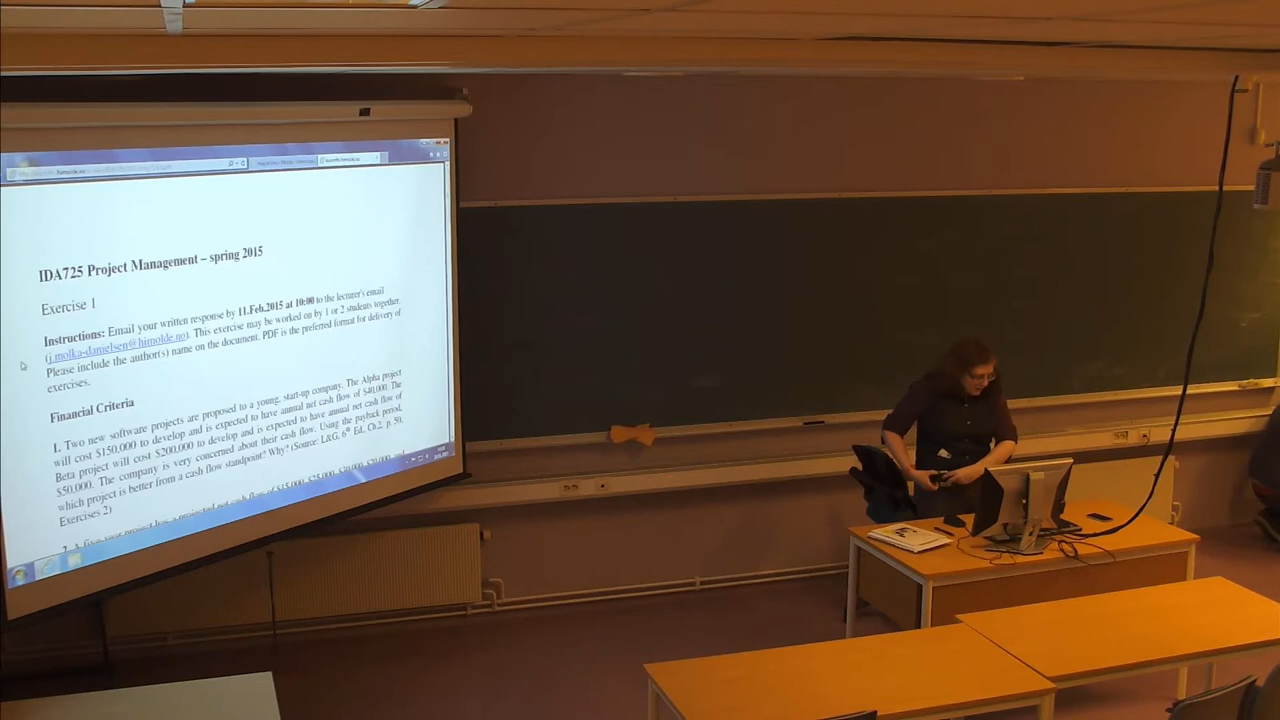 IDA725 Project Management – spring 2015
Exercise 1
Instructions: Email your written response by 11.Feb.2015 at 10:00 to the lecturer's email
(j.molka-danielsen@himolde.no). This exercise may be worked on by 1 or 2 students together.
Please include the author(s) name on the document. PDF is the preferred format for delivery of
exercises.
Financial Criteria
1. Two new software projects are proposed to a young, start-up company. The Alpha project
will cost $150,000 to develop and is expected to have annual net cash flow of $40,000. The
Beta project will cost $200,000 to develop and is expected to have annual net cash flow of
$50,000. The company is very concerned about their cash flow. Using the payback period,
which project is better from a cash flow standpoint? Why? (Source: L&G, 6th Ed., Ch.2, p. 50,
Exercises 2)